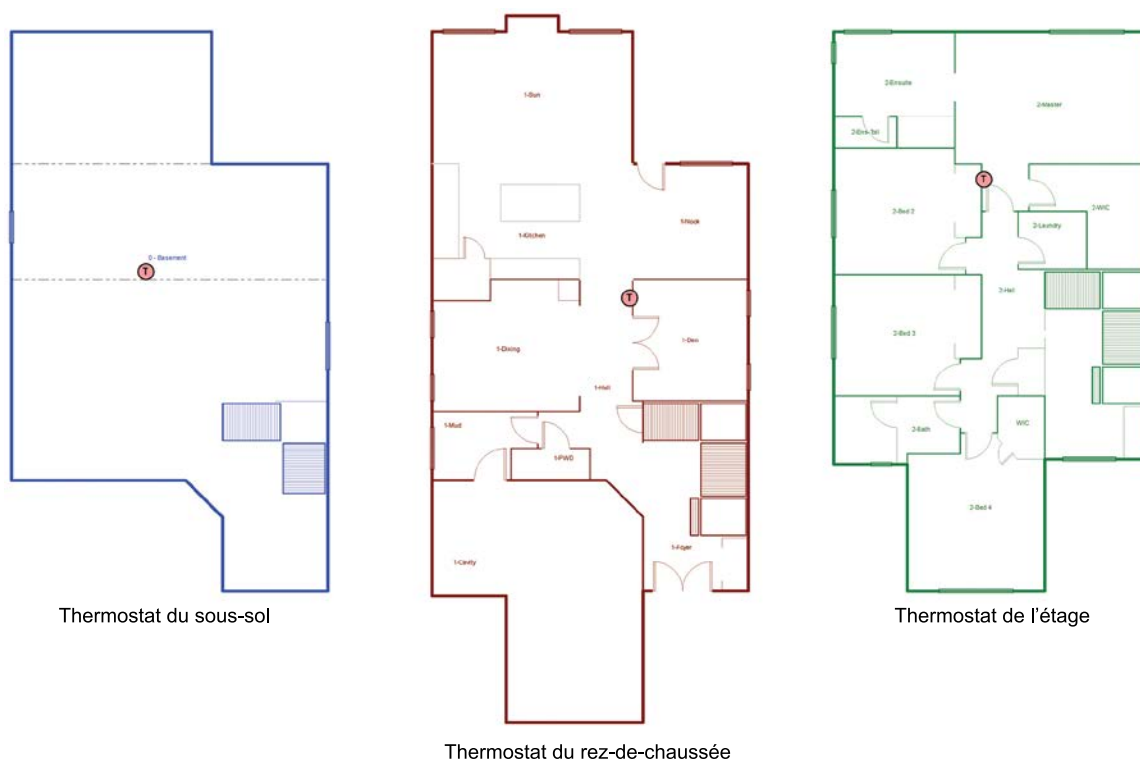 0 - Basement
T
Thermostat du sous-sol
1-Sun
1-Kitchen
1-Nook
T
1-Dining
1-Den
1-Hall
1-Mud
1-PWD
1-Foyer
1-Cavity
Thermostat du rez-de-chaussée
2-Ensuite
2-Master
2-Ens-Toil
T
2-Bed 2
2-WIC
2-Laundry
2-Hall
2-Bed 3
2-Bath
WIC
2-Bed 4
Thermostat de l'étage